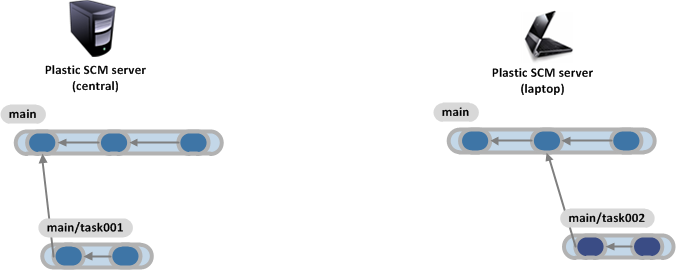 Plastic SCM server
(central)
Plastic SCM server
(laptop)
main
main
main/task001
main/task002